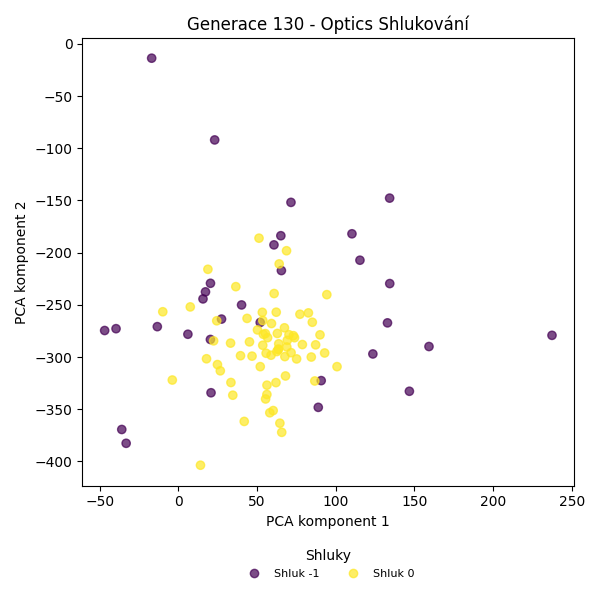 Generace 130 - Optics Shlukování
0
−50
−100
−150
−200
−250
−300
−350
−400
PCA komponent 2
−50 0 50 100 150 200 250
PCA komponent 1
Shluky
Shluk -1 Shluk 0